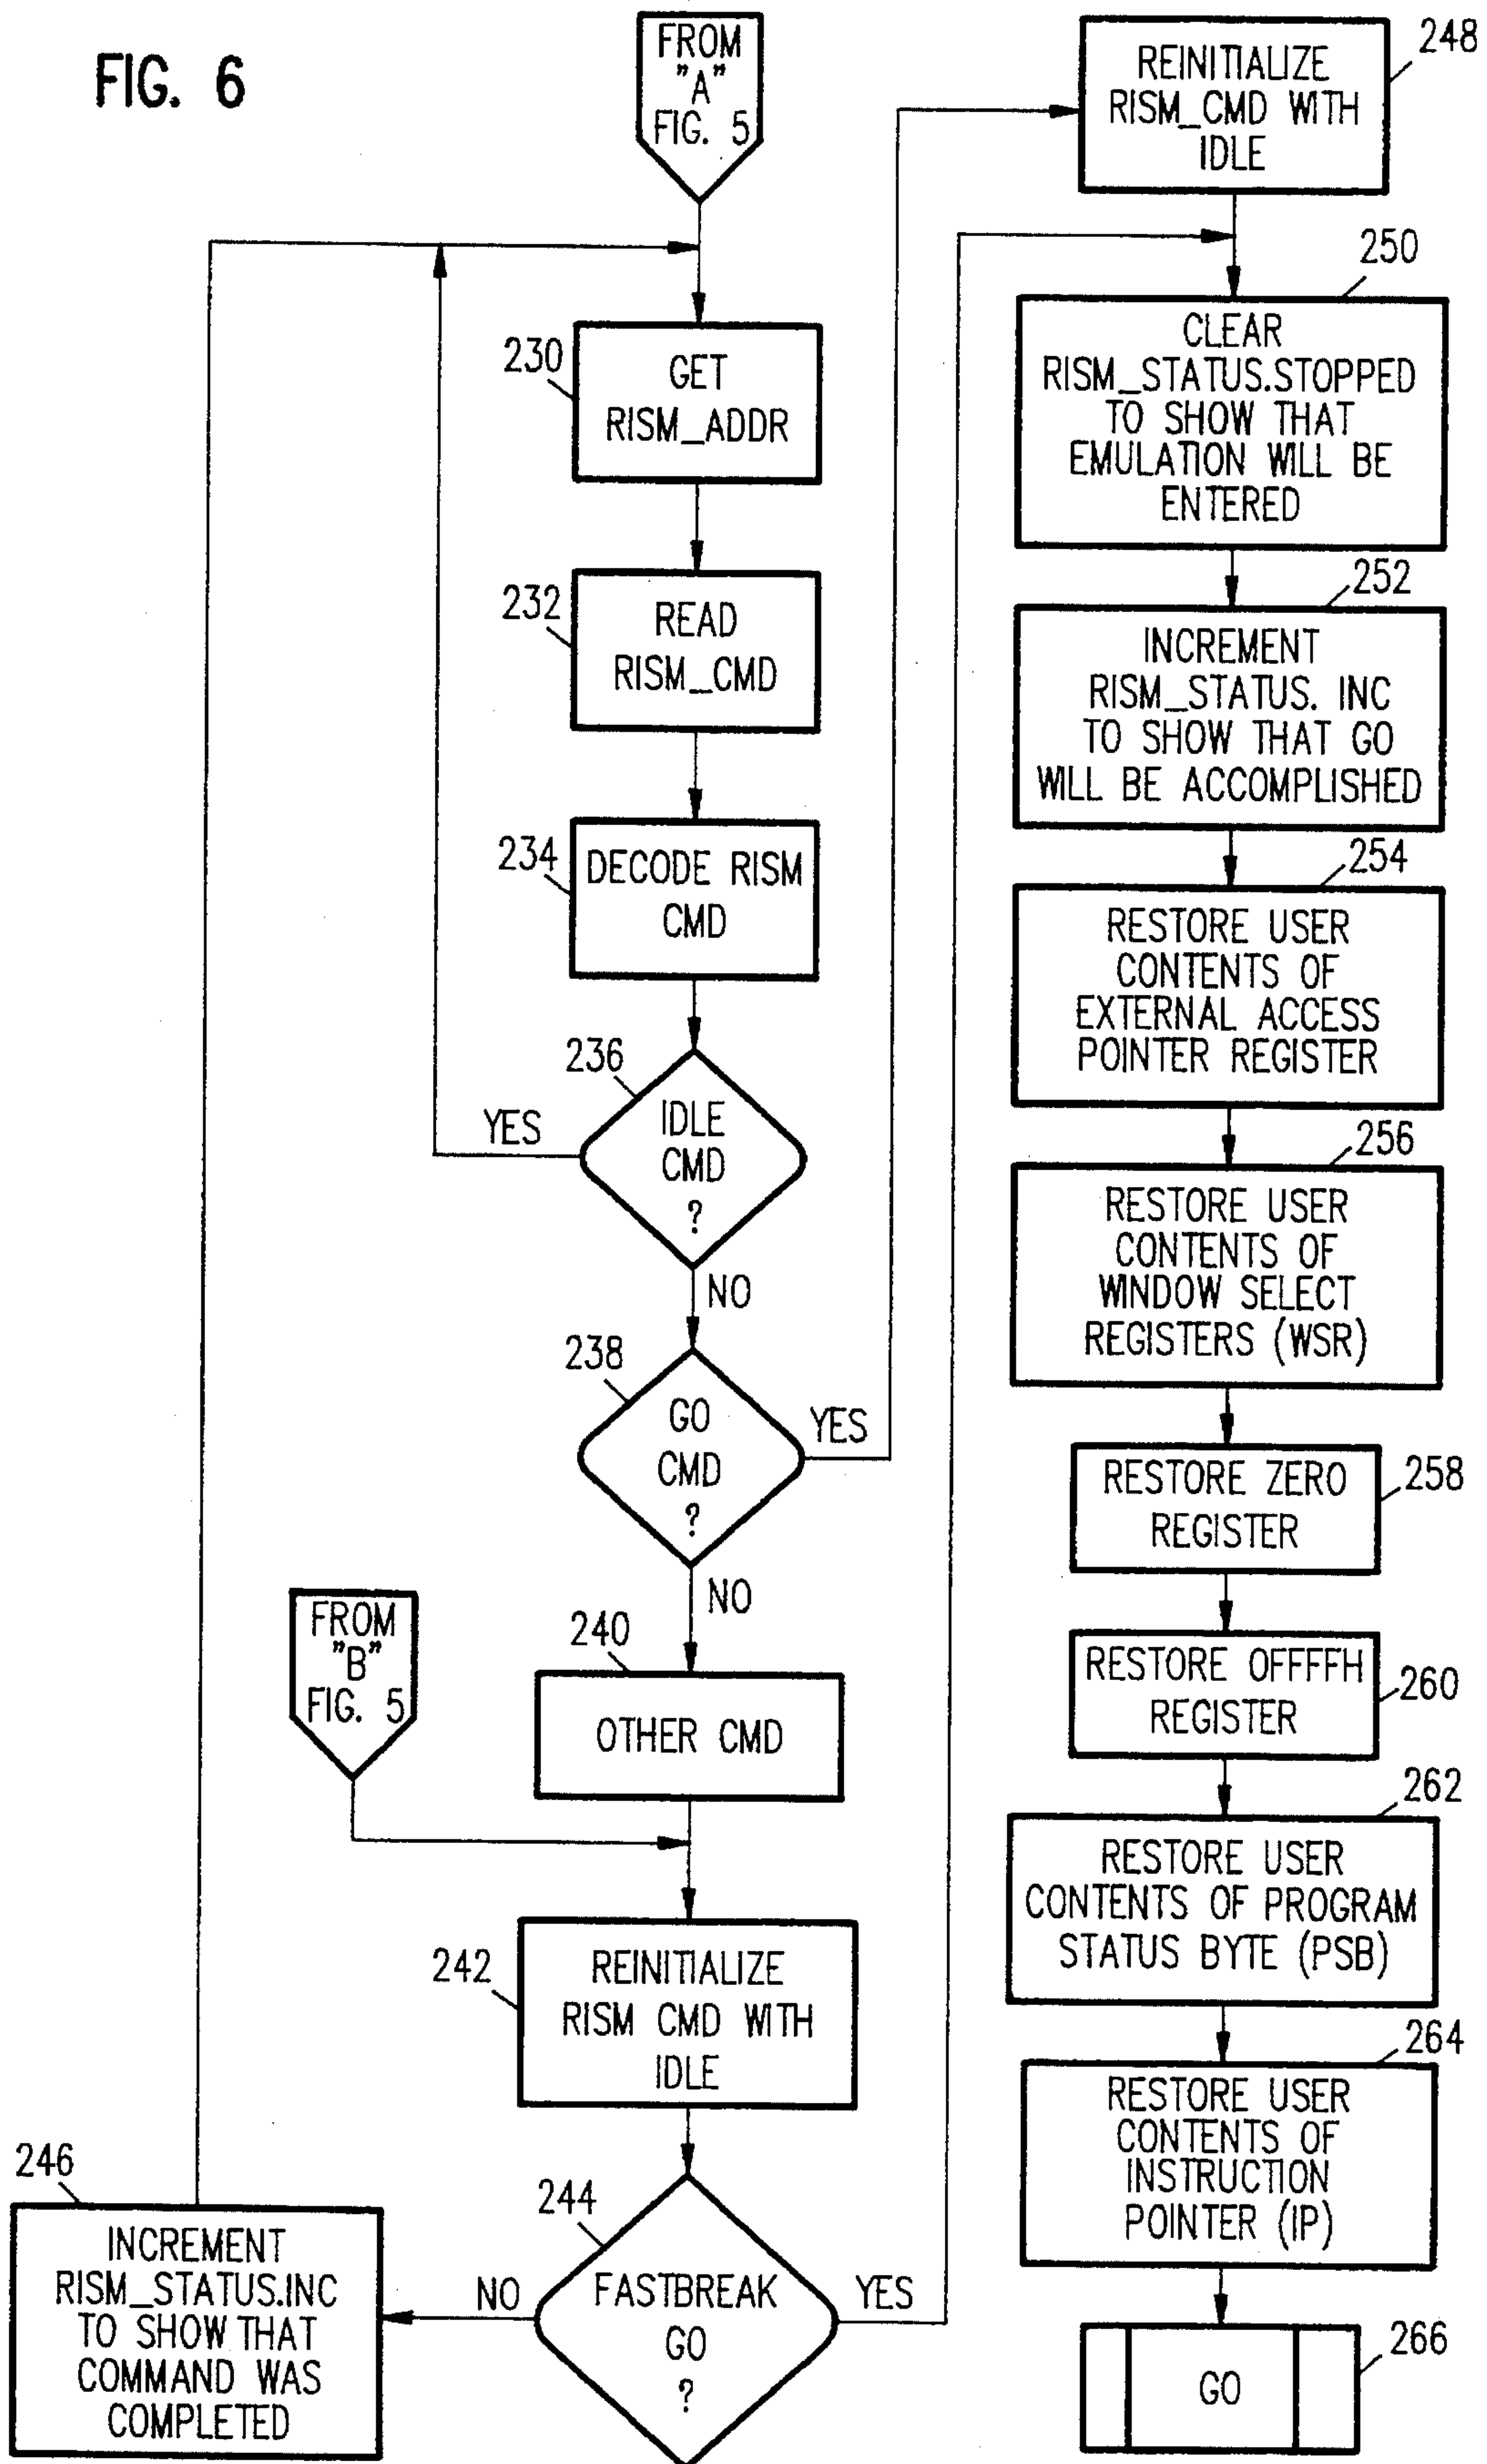 FIG. 6
FROM
"A"
FIG. 5
230
GET
RISM_ADDR
232
READ
RISM_CMD
234
DECODE RISM
CMD
236
IDLE
CMD
?
YES
NO
238
GO
CMD
?
YES
NO
240
OTHER CMD
FROM
"B"
FIG. 5
242
REINITIALIZE
RISM CMD WITH
IDLE
244
FASTBREAK
GO
?
NO
YES
246
INCREMENT
RISM_STATUS.INC
TO SHOW THAT
COMMAND WAS
COMPLETED
248
REINITIALIZE
RISM_CMD WITH
IDLE
250
CLEAR
RISM_STATUS.STOPPED
TO SHOW THAT
EMULATION WILL BE
ENTERED
252
INCREMENT
RISM_STATUS. INC
TO SHOW THAT GO
WILL BE ACCOMPLISHED
254
RESTORE USER
CONTENTS OF
EXTERNAL ACCESS
POINTER REGISTER
256
RESTORE USER
CONTENTS OF
WINDOW SELECT
REGISTERS (WSR)
258
RESTORE ZERO
REGISTER
260
RESTORE OFFFFH
REGISTER
262
RESTORE USER
CONTENTS OF PROGRAM
STATUS BYTE (PSB)
264
RESTORE USER
CONTENTS OF
INSTRUCTION
POINTER (IP)
266
GO